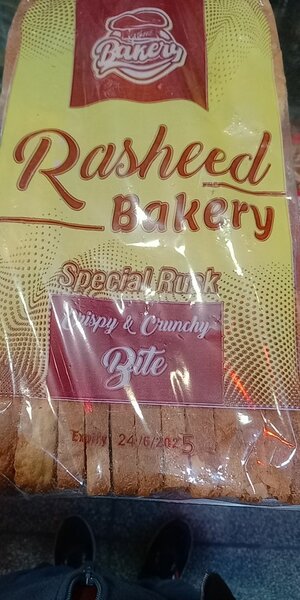 Bakery
Rasheed
Bakery
Special Rusk
Crispy & Crunchy
Bite
Expiry 24/6/2025